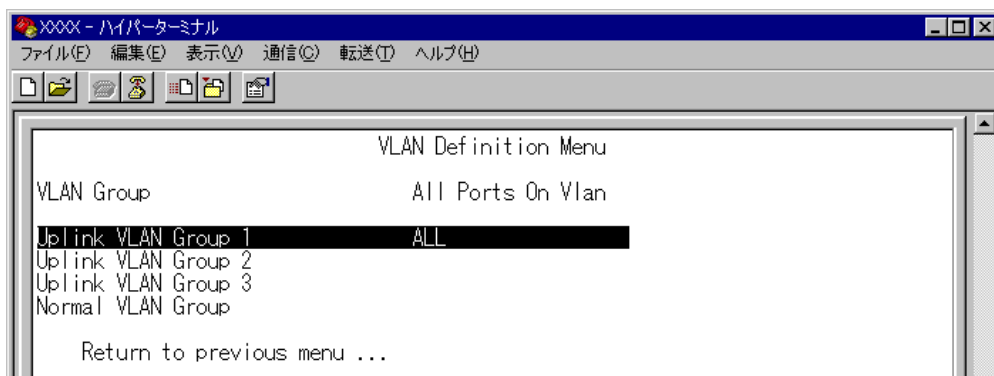 XXXX - ハイパーターミナル
ファイル(F) 編集(E) 表示(V) 通信(C) 転送(T) ヘルプ(H)
VLAN Definition Menu
VLAN Group All Ports On Vlan
Uplink VLAN Group 1 ALL
Uplink VLAN Group 2
Uplink VLAN Group 3
Normal VLAN Group
Return to previous menu ...